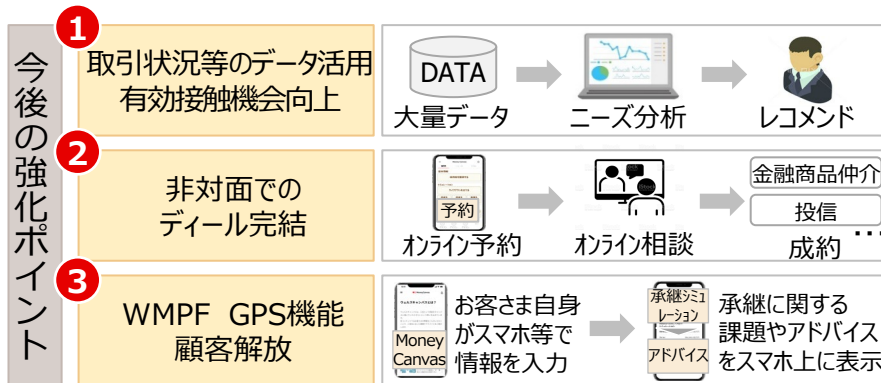 今後の強化ポイント
1
取引状況等のデータ活用
有効接触機会向上
DATA
大量データ
ニーズ分析
レコメンド
2
非対面での
ディール完結
予約
オンライン予約
オンライン相談
金融商品仲介
投信
…
成約
3
WMPF GPS機能
顧客解放
Money
Canvas
お客さま自身
がスマホ等で
情報を入力
承継シミュ
レーション
アドバイス
承継に関する
課題やアドバイス
をスマホ上に表示